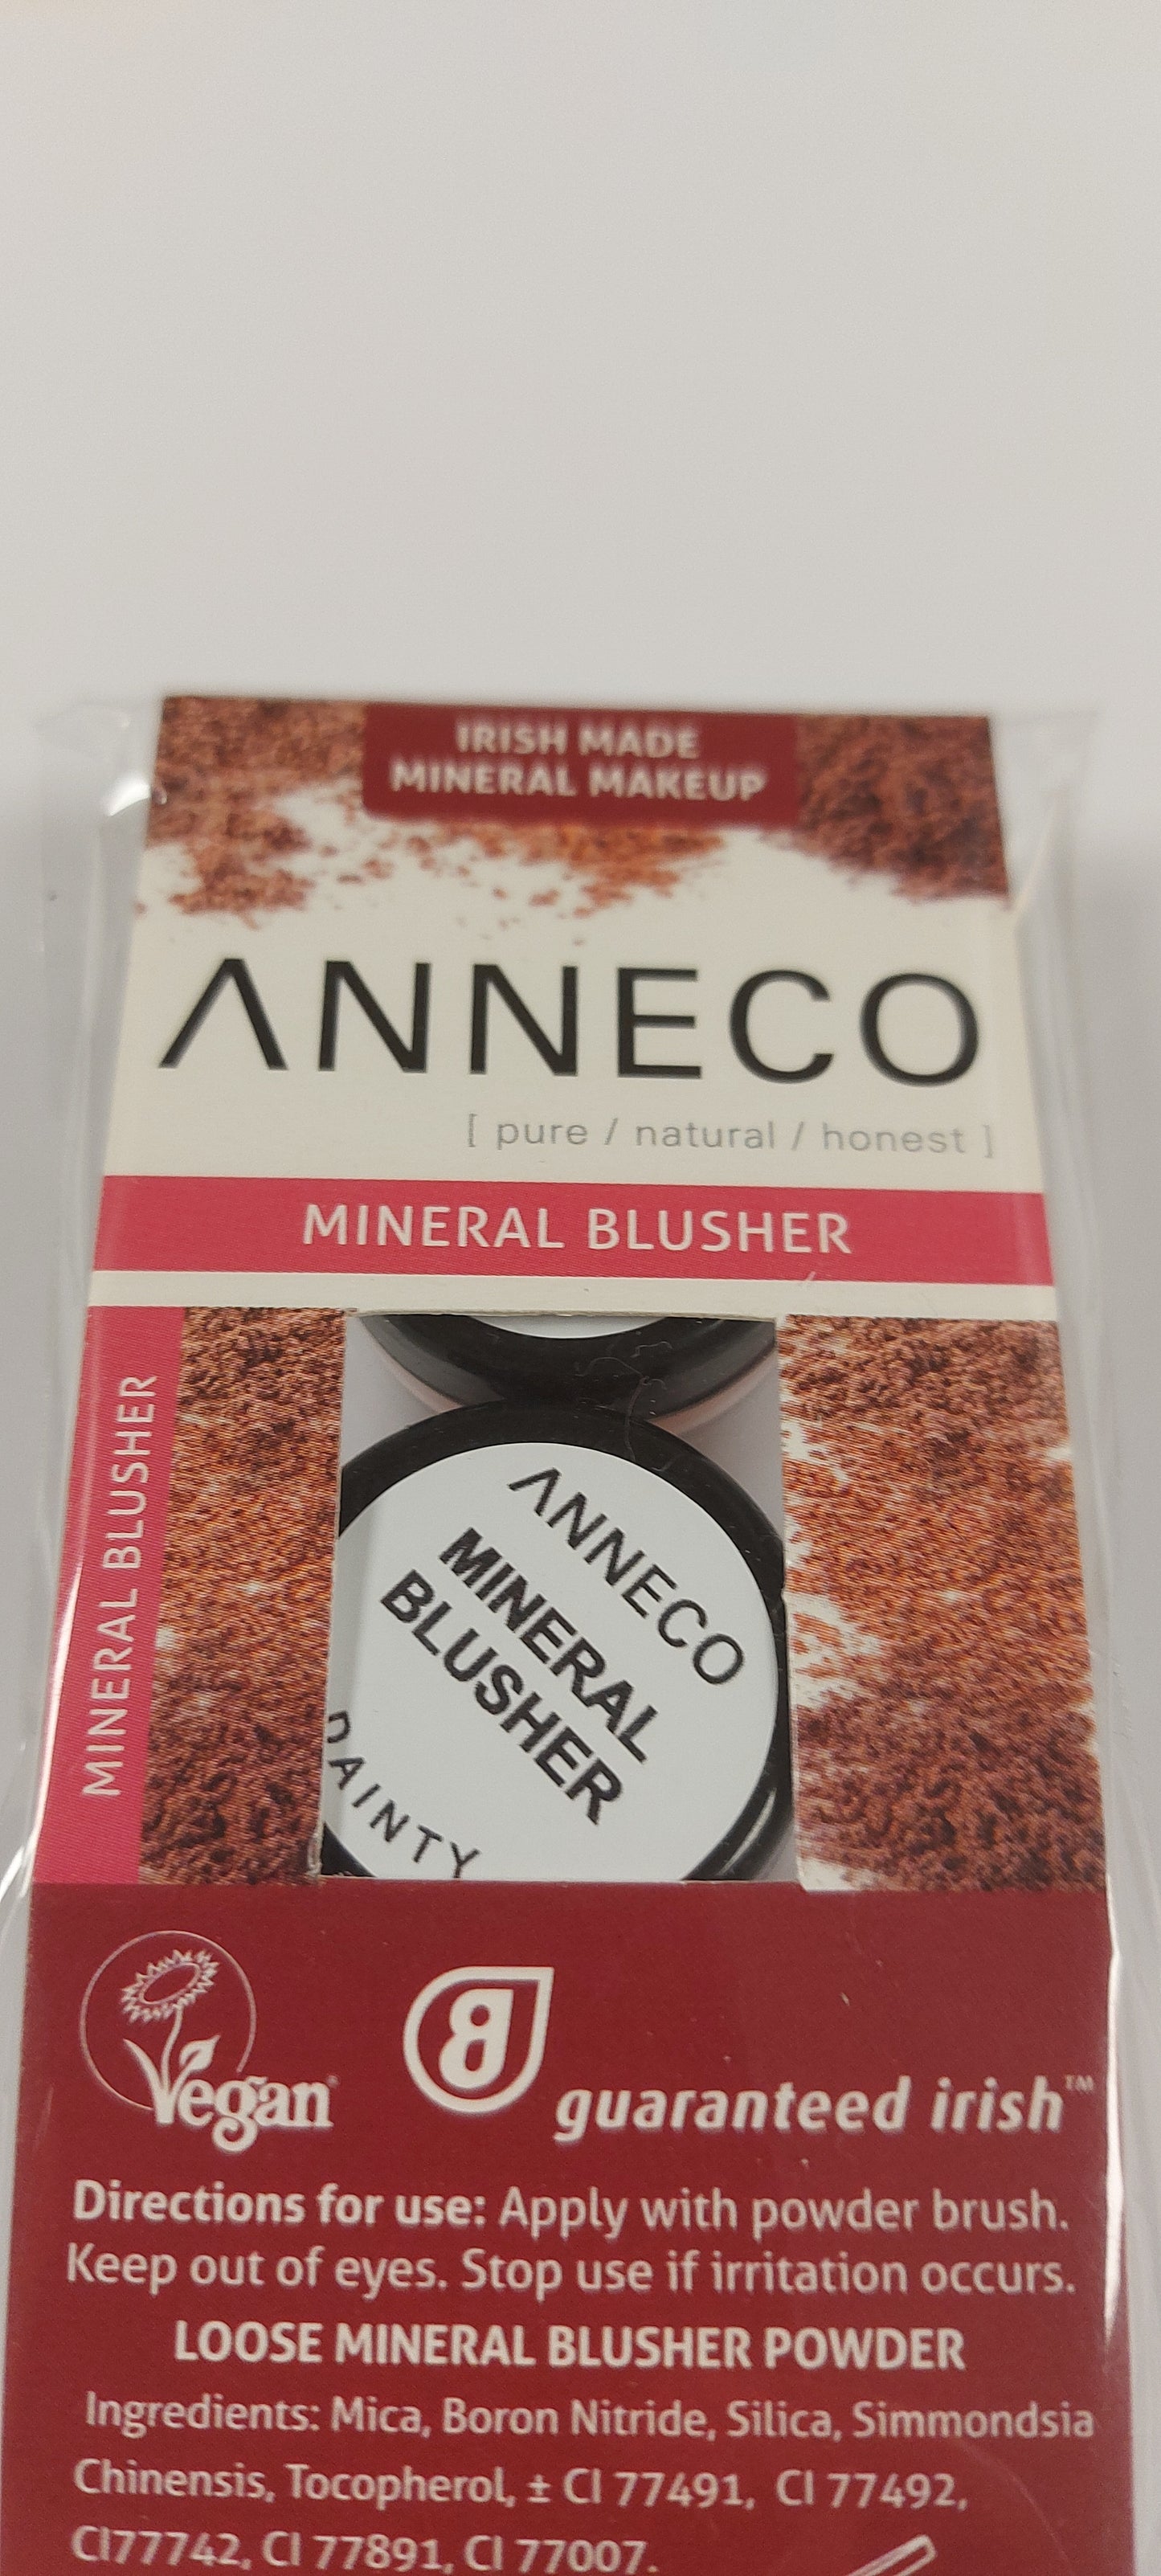 IRISH MADE
MINERAL MAKEUP
ANNECO
[ pure / natural / honest ]
MINERAL BLUSHER
MINERAL BLUSHER
ANNECO
MINERAL
BLUSHER
DAINTY
Vegan
guaranteed irish™
Directions for use: Apply with powder brush.
Keep out of eyes. Stop use if irritation occurs.
LOOSE MINERAL BLUSHER POWDER
Ingredients: Mica, Boron Nitride, Silica, Simmondsia
Chinensis, Tocopherol, ± CI 77491, CI 77492,
CI77742, CI 77891, CI 77007.